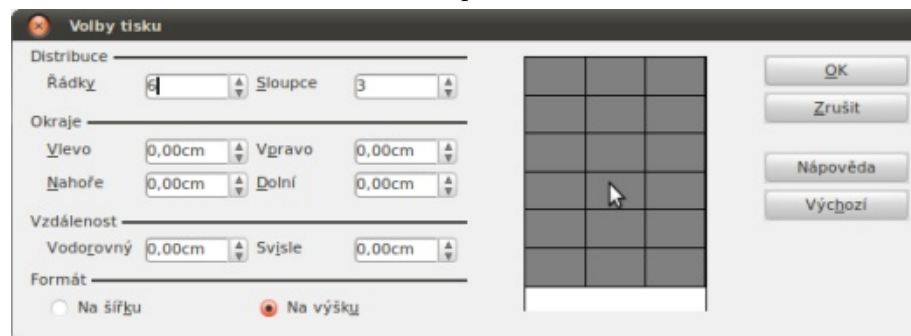 Volby tisku
Distribuce
Řádky 6 Sloupce 3
Okraje
Vlevo 0,00cm Vpravo 0,00cm
Nahoře 0,00cm Dolní 0,00cm
Vzdálenost
Vodorovný 0,00cm Svisle 0,00cm
Formát
Na šířku Na výšku
OK
Zrušit
Nápověda
Výchozí